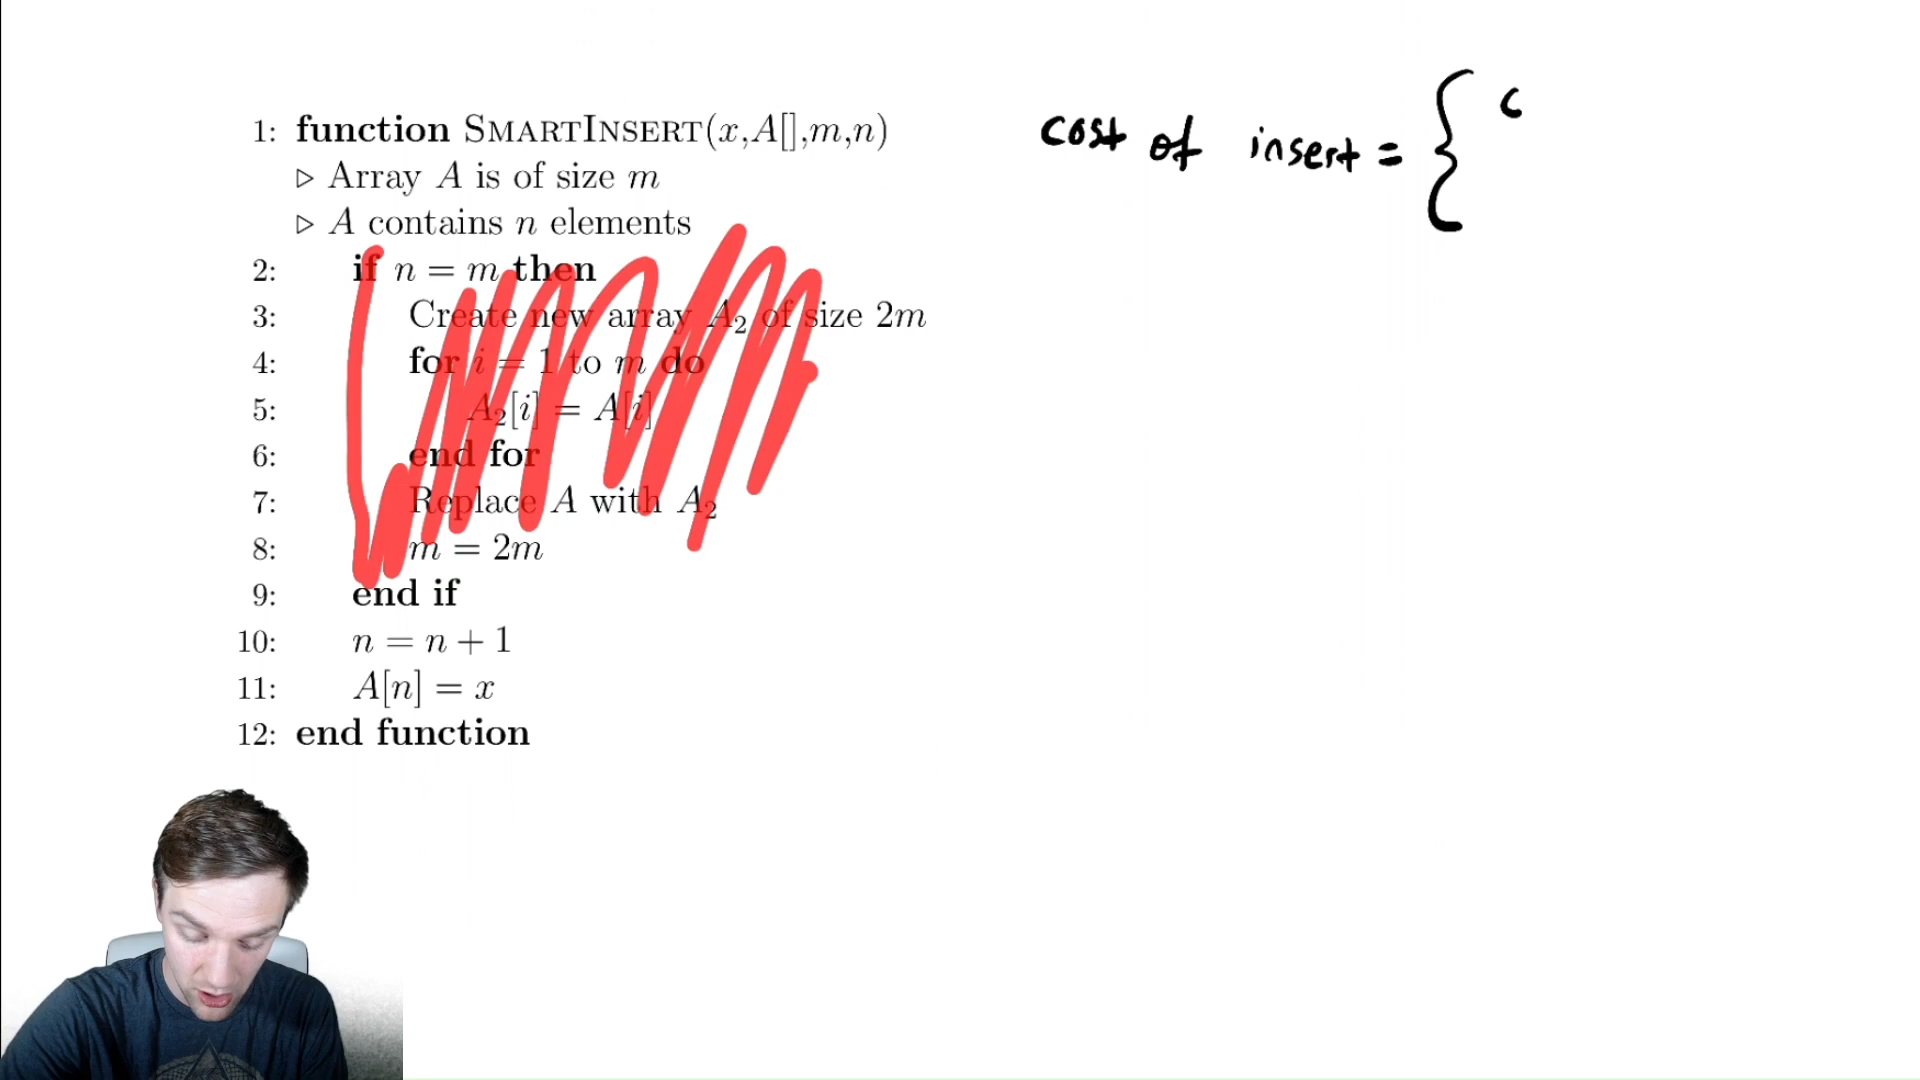 1: function SMARTINSERT(x,A[],m,n)
▷ Array A is of size m
▷ A contains n elements
2: if n = m then
3: Create new array A₂ of size 2m
4: for i = 1 to m do
5: A₂[i] = A[i]
6: end for
7: Replace A with A₂
8: m = 2m
9: end if
10: n = n + 1
11: A[n] = x
12: end function
cost of insert = { c